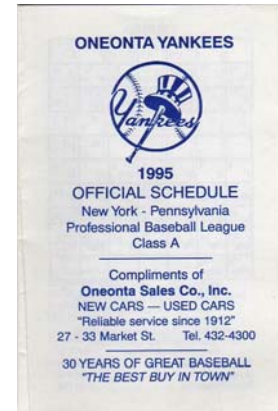 ONEONTA YANKEES
Yankees
1995
OFFICIAL SCHEDULE
New York - Pennsylvania
Professional Baseball League
Class A
Compliments of
Oneonta Sales Co., Inc.
NEW CARS — USED CARS
"Reliable service since 1912"
27 - 33 Market St. Tel. 432-4300
30 YEARS OF GREAT BASEBALL
"THE BEST BUY IN TOWN"